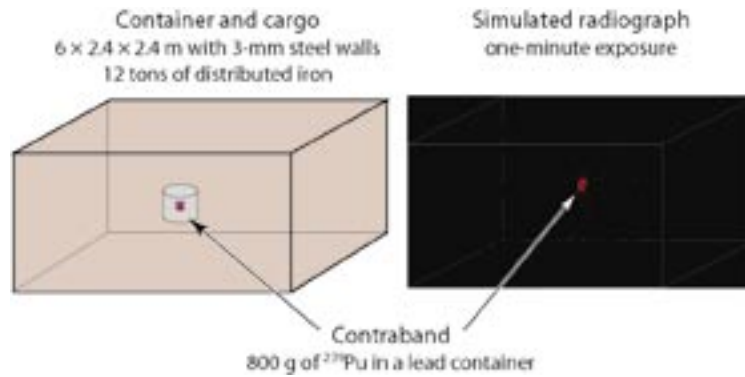 Container and cargo
6 × 2.4 × 2.4 m with 3-mm steel walls
12 tons of distributed iron
Simulated radiograph
one-minute exposure
Contraband
800 g of ²³⁹Pu in a lead container